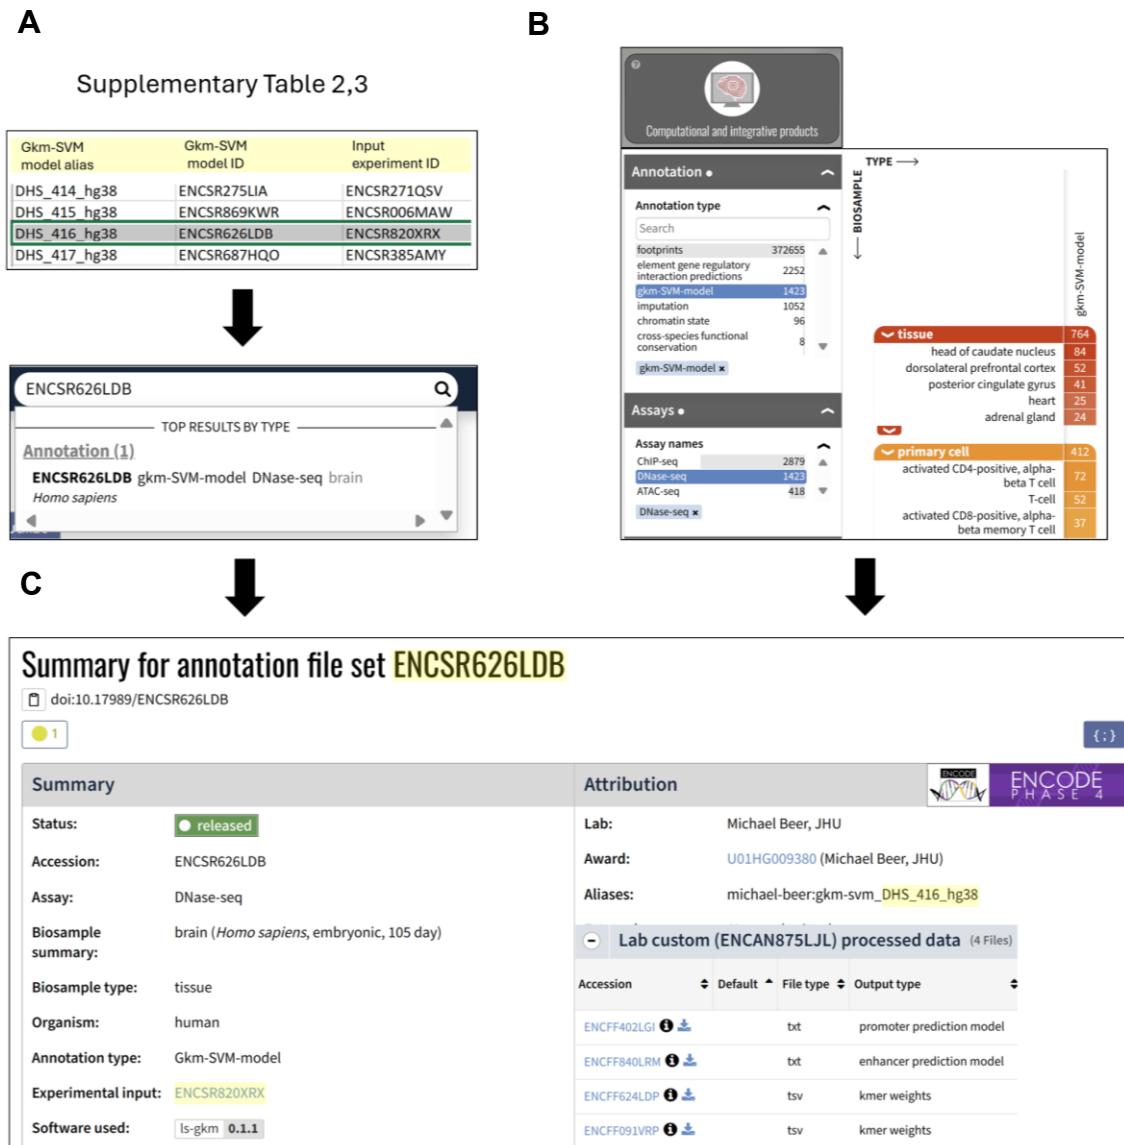 A
B
Supplementary Table 2,3
Gkm-SVM model alias
Gkm-SVM model ID
Input experiment ID
DHS_414_hg38 ENCSR275LIA ENCSR271QSV
DHS_415_hg38 ENCSR869KWR ENCSR006MAW
DHS_416_hg38 ENCSR626LDB ENCSR820XRX
DHS_417_hg38 ENCSR687HQO ENCSR385AMY
ENCSR626LDB
TOP RESULTS BY TYPE
Annotation (1)
ENCSR626LDB gkm-SVM-model DNase-seq brain
Homo sapiens
Computational and integrative products
Annotation
Annotation type
Search
footprints 372655
element gene regulatory
interaction predictions 2252
gkm-SVM-model 1423
imputation 1052
chromatin state 96
cross-species functional
conservation 8
gkm-SVM-model ×
Assays
Assay names
ChIP-seq 2879
DNase-seq 1423
ATAC-seq 418
DNase-seq ×
TYPE
BIOSAMPLE
gkm-SVM-model
tissue 764
head of caudate nucleus 84
dorsolateral prefrontal cortex 52
posterior cingulate gyrus 41
heart 25
adrenal gland 24
primary cell 412
activated CD4-positive, alpha-
beta T cell 72
T-cell 52
activated CD8-positive, alpha-
beta memory T cell 37
C
Summary for annotation file set ENCSR626LDB
doi:10.17989/ENCSR626LDB
1
{;}
Summary
Status: released
Accession: ENCSR626LDB
Assay: DNase-seq
Biosample summary: brain (Homo sapiens, embryonic, 105 day)
Biosample type: tissue
Organism: human
Annotation type: Gkm-SVM-model
Experimental input: ENCSR820XRX
Software used: ls-gkm 0.1.1
Attribution
ENCODE
ENCODE
PHASE 4
Lab: Michael Beer, JHU
Award: U01HG009380 (Michael Beer, JHU)
Aliases: michael-beer:gkm-svm_DHS_416_hg38
Lab custom (ENCAN875LJL) processed data (4 Files)
Accession Default File type Output type
ENCFF402LGI txt promoter prediction model
ENCFF840LRM txt enhancer prediction model
ENCFF624LDP tsv kmer weights
ENCFF091VRP tsv kmer weights